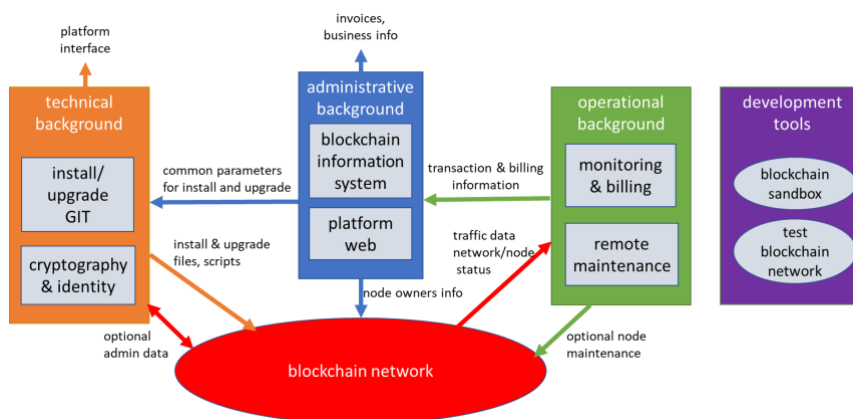 platform
interface
invoices,
business info
technical
background
install/
upgrade
GIT
cryptography
& identity
common parameters
for install and upgrade
install & upgrade
files, scripts
optional
admin data
administrative
background
blockchain
information
system
platform
web
node owners info
transaction & billing
information
traffic data
network/node
status
operational
background
monitoring
& billing
remote
maintenance
optional node
maintenance
development
tools
blockchain
sandbox
test
blockchain
network
blockchain network